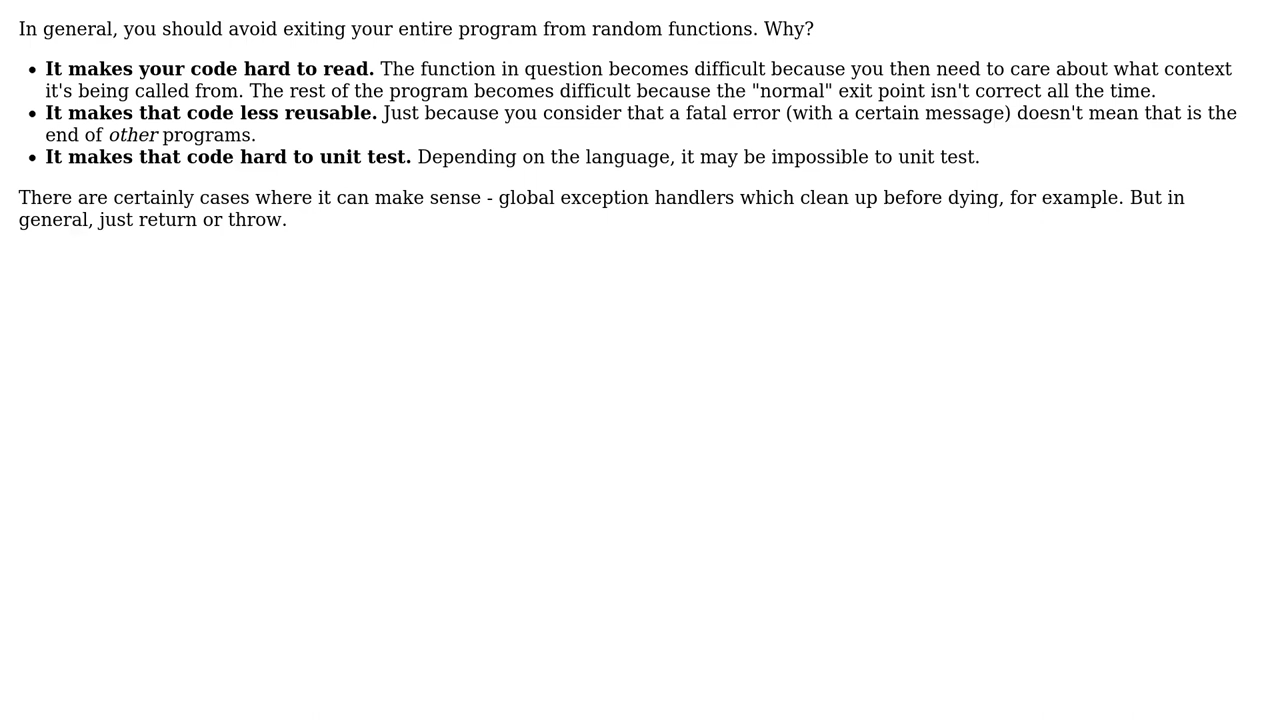 In general, you should avoid exiting your entire program from random functions. Why?
• It makes your code hard to read. The function in question becomes difficult because you then need to care about what context
it's being called from. The rest of the program becomes difficult because the "normal" exit point isn't correct all the time.
• It makes that code less reusable. Just because you consider that a fatal error (with a certain message) doesn't mean that is the
end of other programs.
• It makes that code hard to unit test. Depending on the language, it may be impossible to unit test.
There are certainly cases where it can make sense - global exception handlers which clean up before dying, for example. But in
general, just return or throw.